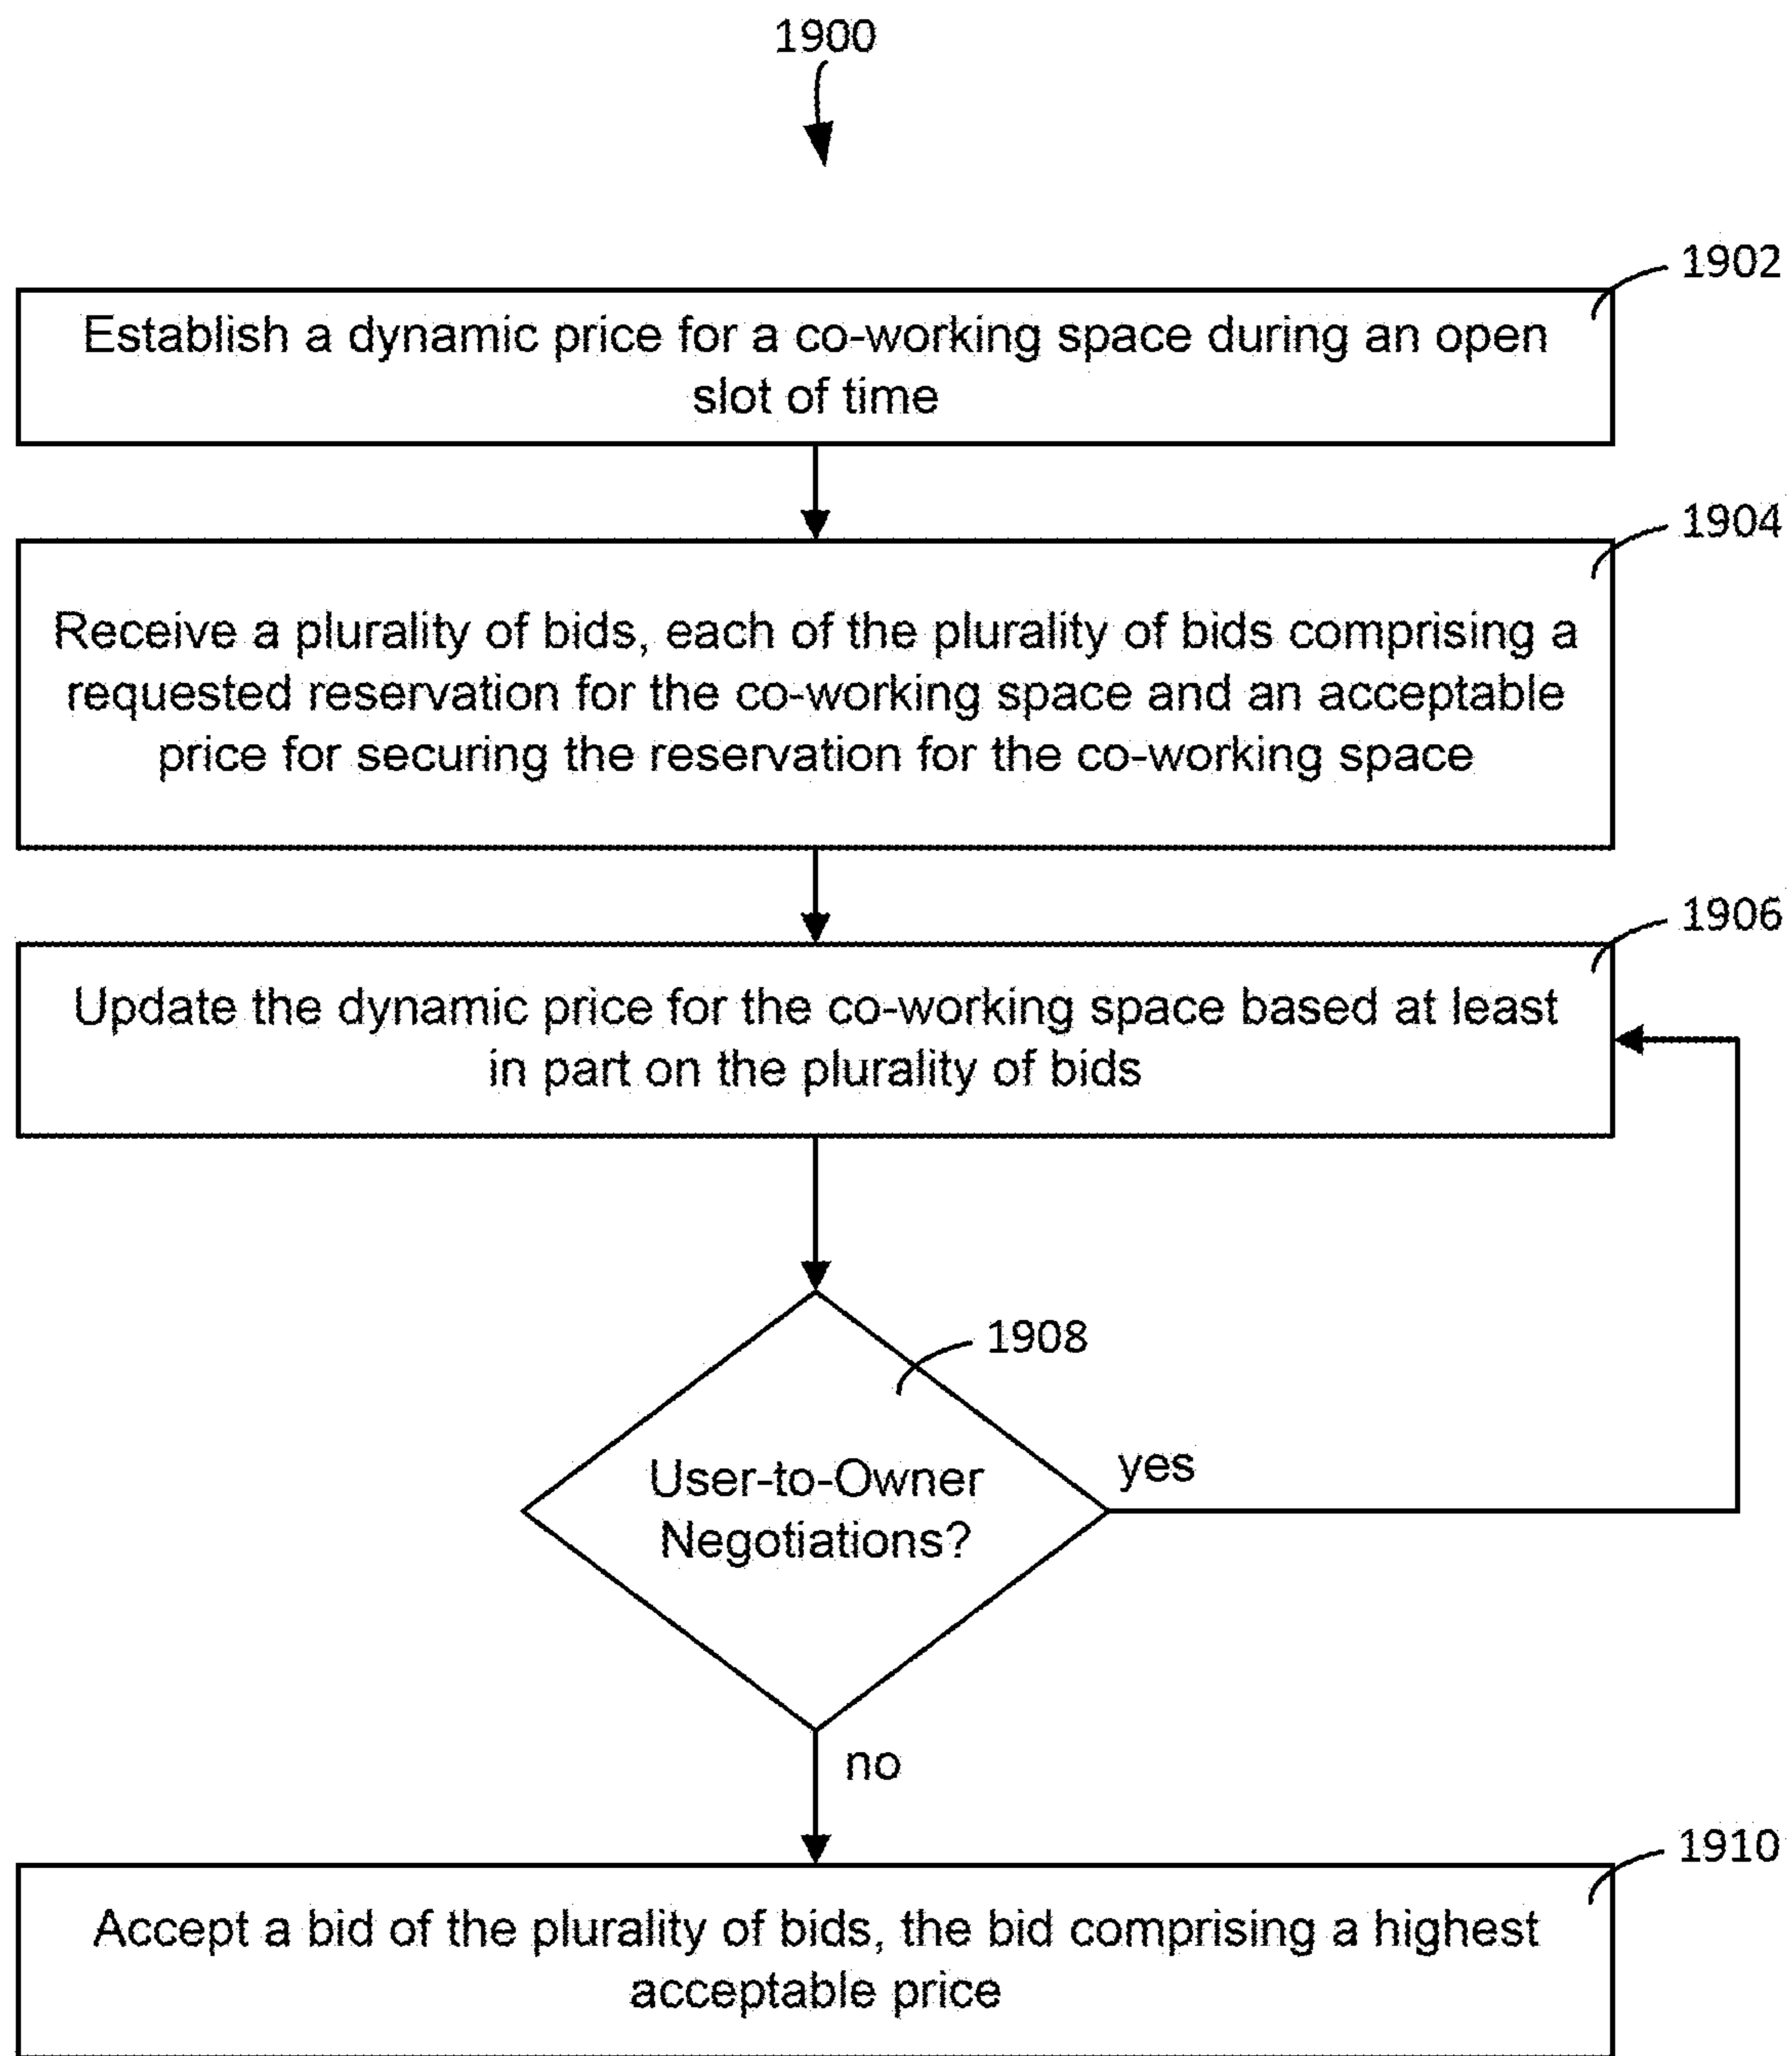 1900
1902
Establish a dynamic price for a co-working space during an open
slot of time
1904
Receive a plurality of bids, each of the plurality of bids comprising a
requested reservation for the co-working space and an acceptable
price for securing the reservation for the co-working space
1906
Update the dynamic price for the co-working space based at least
in part on the plurality of bids
1908
User-to-Owner
Negotiations?
yes
no
1910
Accept a bid of the plurality of bids, the bid comprising a highest
acceptable price